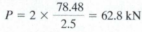 P = 2 × 78.48/2.5 = 62.8 kN